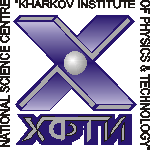 NATIONAL SCIENCE CENTRE
"KHARKOV INSTITUTE
OF PHYSICS & TECHNOLOGY"
ХФТИ